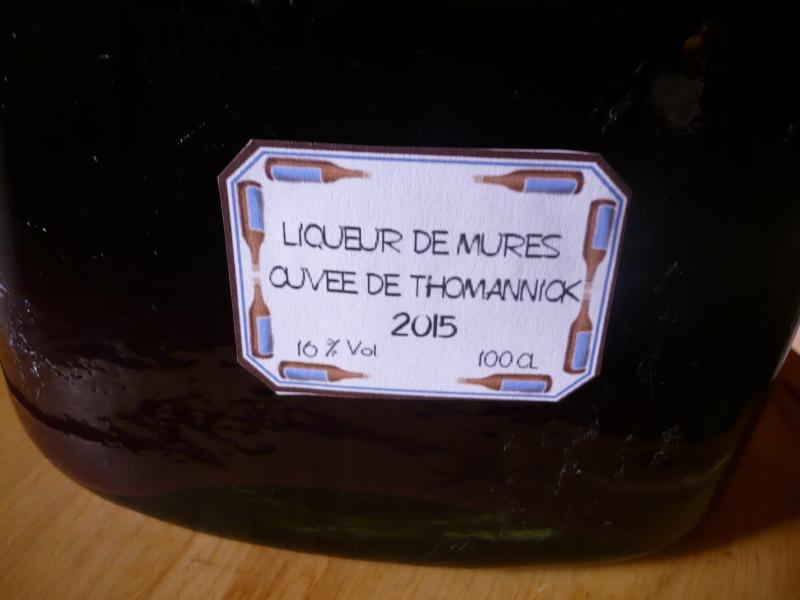 LIQUEUR DE MURES
CUVEE DE THOMANNICK
2015
16 % Vol.
100 CL